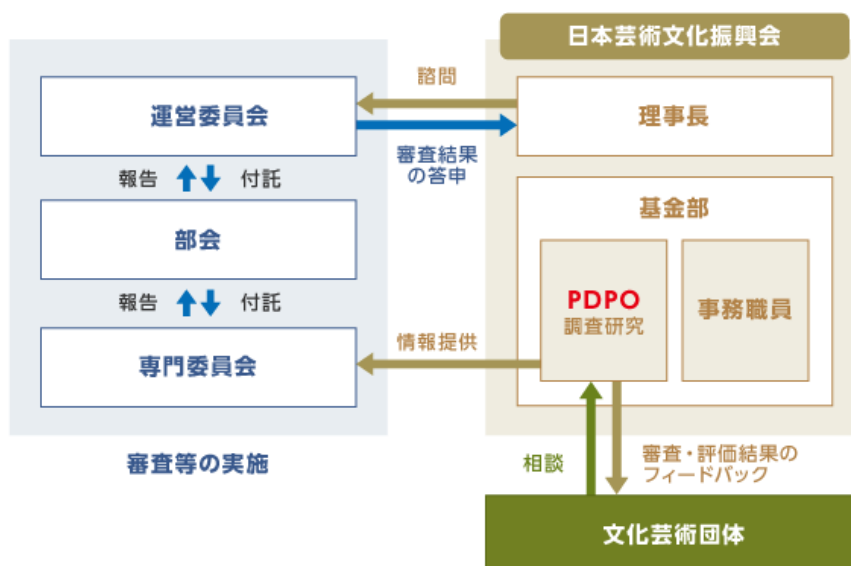 日本芸術文化振興会
運営委員会
諮問
理事長
審査結果
の答申
報告
付託
部会
報告
付託
専門委員会
基金部
PDPO
調査研究
事務職員
情報提供
審査等の実施
相談
審査・評価結果の
フィードバック
文化芸術団体